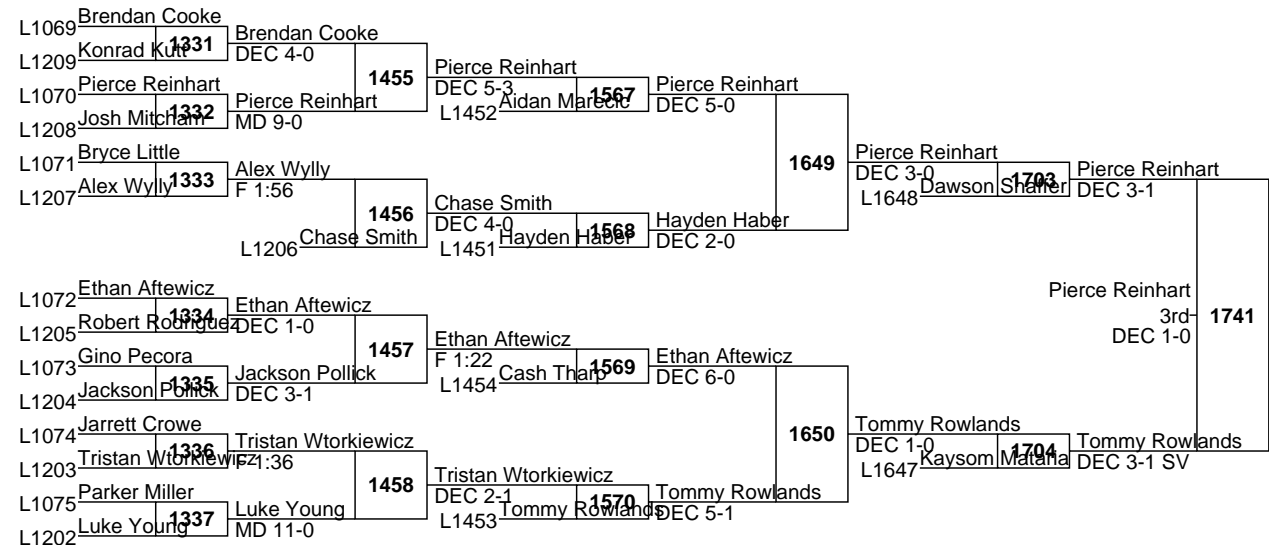 Brendan Cooke
L1069
1331
Brendan Cooke
DEC 4-0
Konrad Kutt
L1209
1455
Pierce Reinhart
DEC 5-3
Pierce Reinhart
L1070
1332
Pierce Reinhart
MD 9-0
Josh Mitcham
L1208
L1452
Aidan Marecic
1567
Pierce Reinhart
DEC 5-0
Bryce Little
L1071
1333
Alex Wylly
F 1:56
Alex Wylly
L1207
1456
Chase Smith
DEC 4-0
L1206
Chase Smith
L1451
Hayden Haber
1568
Hayden Haber
DEC 2-0
1649
Pierce Reinhart
DEC 3-0
L1648
Dawson Shaffer
1703
Pierce Reinhart
DEC 3-1
Ethan Aftewicz
L1072
1334
Ethan Aftewicz
DEC 1-0
Robert Rodriguez
L1205
1457
Ethan Aftewicz
F 1:22
Gino Pecora
L1073
1335
Jackson Pollick
DEC 3-1
Jackson Pollick
L1204
L1454
Cash Tharp
1569
Ethan Aftewicz
DEC 6-0
Jarrett Crowe
L1074
1336
Tristan Wtorkiewicz
F 1:36
Tristan Wtorkiewicz
L1203
1458
Tristan Wtorkiewicz
DEC 2-1
Parker Miller
L1075
1337
Luke Young
MD 11-0
Luke Young
L1202
L1453
Tommy Rowlands
1570
Tommy Rowlands
DEC 5-1
1650
Tommy Rowlands
DEC 1-0
L1647
Kaysom
1704
Tommy Rowlands
DEC 3-1 SV
Pierce Reinhart
3rd
DEC 1-0
1741